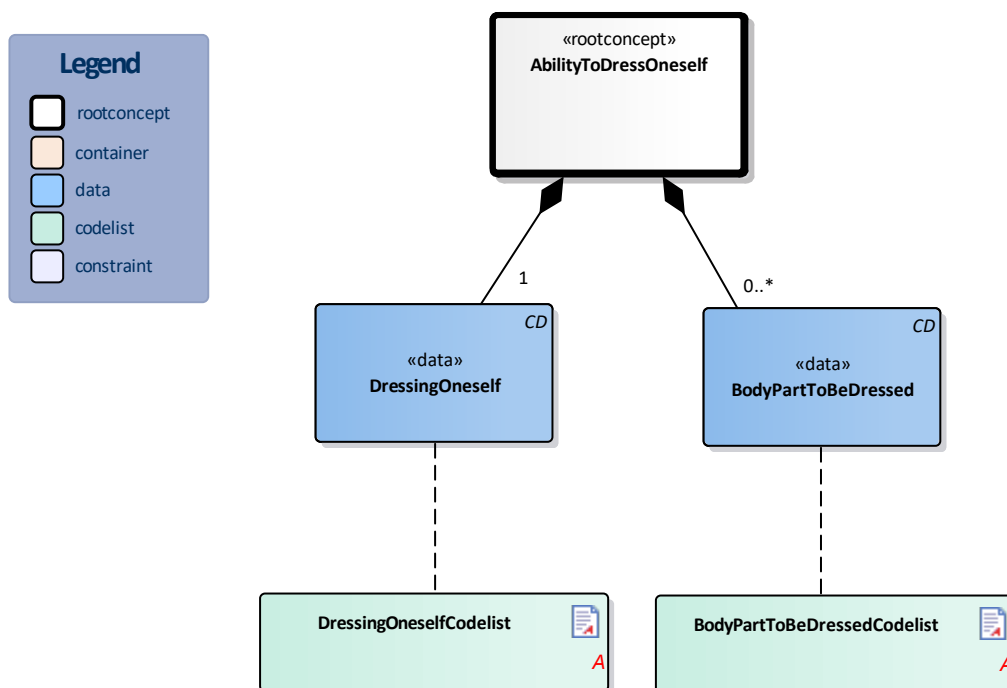 Legend
rootconcept
container
data
codelist
constraint
«rootconcept»
AbilityToDressOneself
1
0..*
CD
«data»
DressingOneself
CD
«data»
BodyPartToBeDressed
DressingOneselfCodelist
A
BodyPartToBeDressedCodelist
A